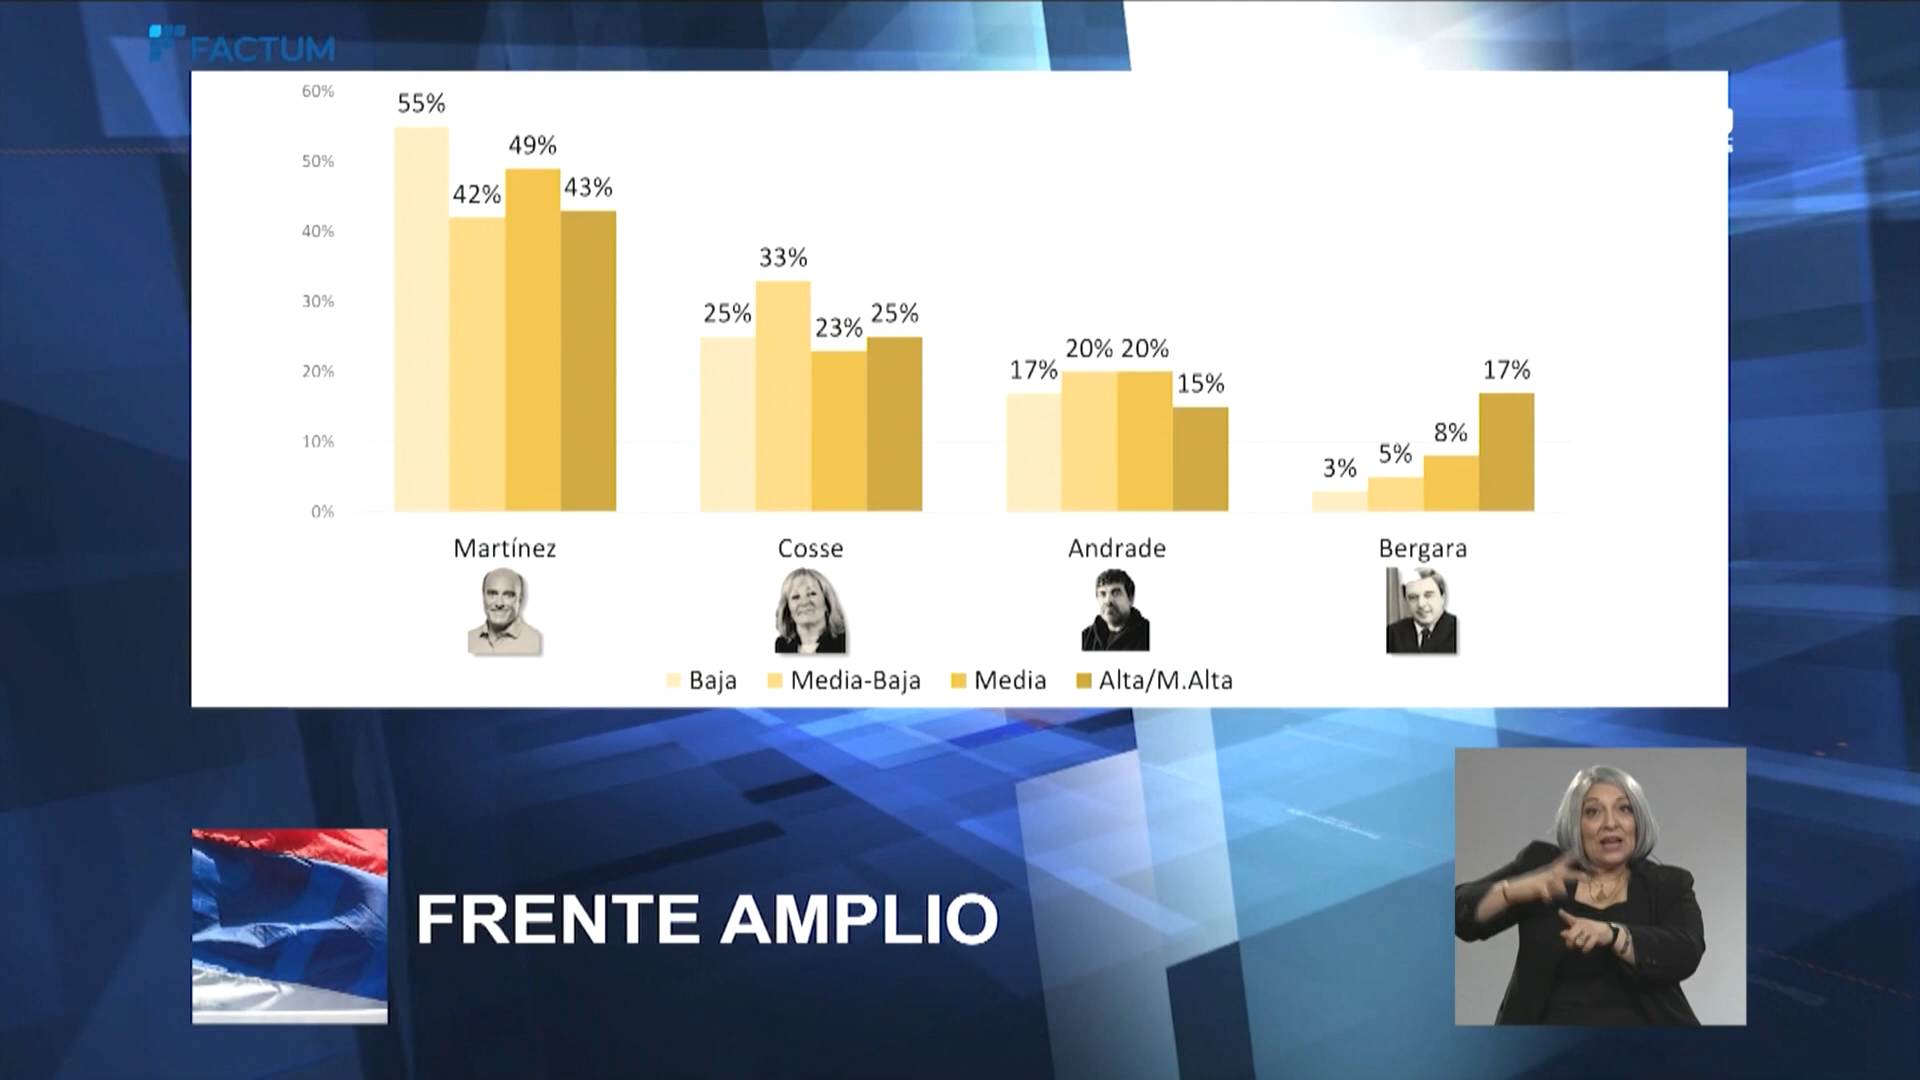 FACTUM
60%
50%
40%
30%
20%
10%
0%
55% 42% 49% 43%
25% 33% 23% 25%
17% 20% 20% 15%
3% 5% 8% 17%
Martínez Cosse Andrade Bergara
Baja Media-Baja Media Alta/M.Alta
FRENTE AMPLIO